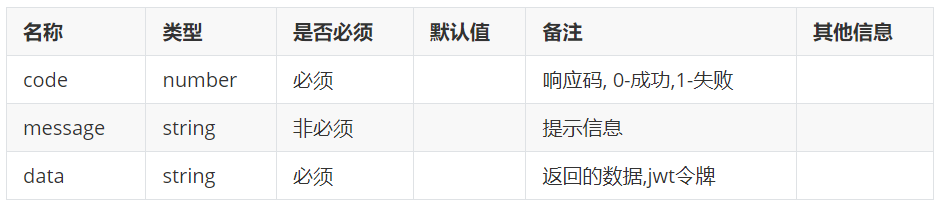 名称 类型 是否必须 默认值 备注 其他信息
code number 必须 响应码, 0-成功,1-失败
message string 非必须 提示信息
data string 必须 返回的数据,jwt令牌